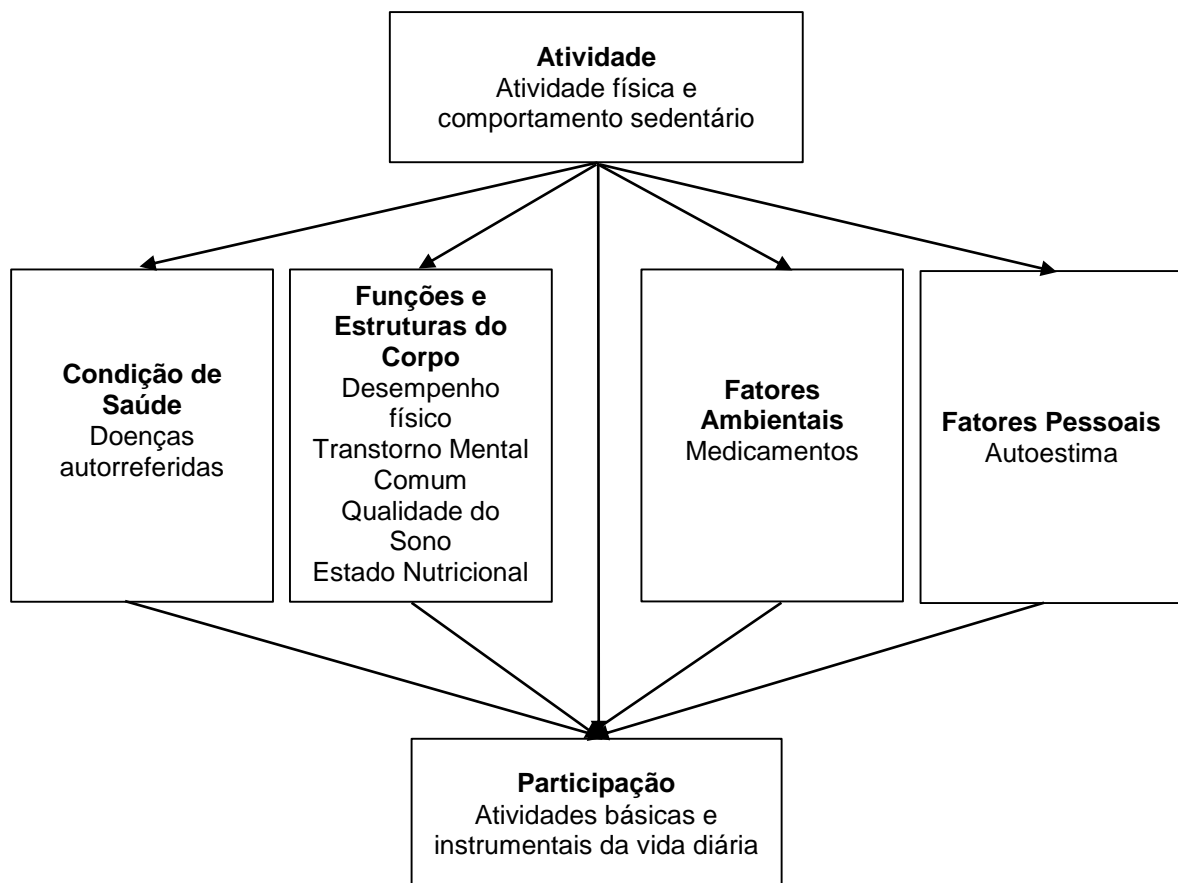 Atividade
Atividade física e
comportamento sedentário
Condição de
Saúde
Doenças
autorreferidas
Funções e
Estruturas do
Corpo
Desempenho
físico
Transtorno Mental
Comum
Qualidade do
Sono
Estado Nutricional
Fatores
Ambientais
Medicamentos
Fatores Pessoais
Autoestima
Participação
Atividades básicas e
instrumentais da vida diária